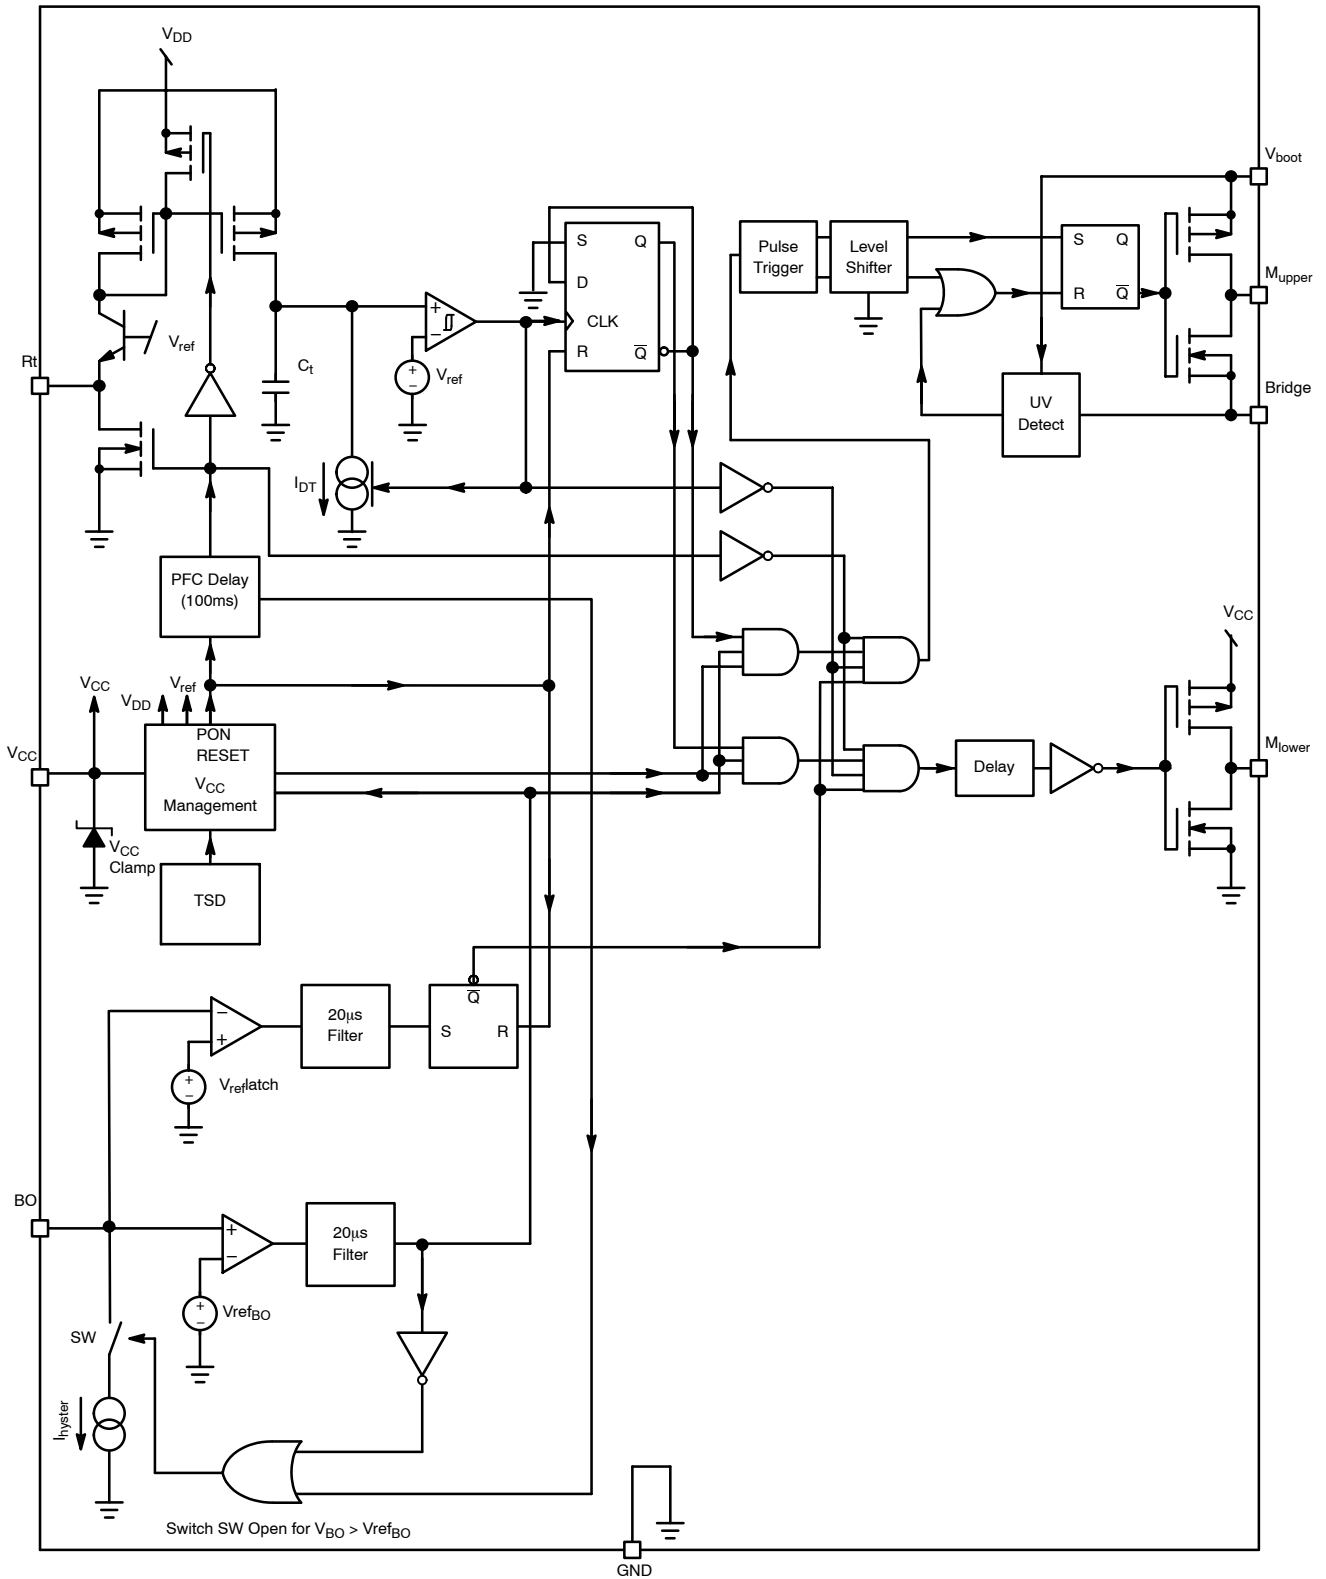 VDD
Vboot
S Q
Pulse
Trigger
Level
Shifter
S Q
D
Mupper
R Q
+
CLK
−
Vref
Rt
R Q
Ct
+
−
Vref
Bridge
UV
Detect
IDT
PFC Delay
(100ms)
VCC
VCC
Vref
VDD
PON
RESET
VCC
Mlower
VCC
Management
Delay
VCC
Clamp
TSD
Q
−
20μs
Filter
S R
+
+
−
Vreflatch
BO
+
20μs
Filter
−
+
−
VrefBO
SW
Ihyster
Switch SW Open for VBO > VrefBO
GND